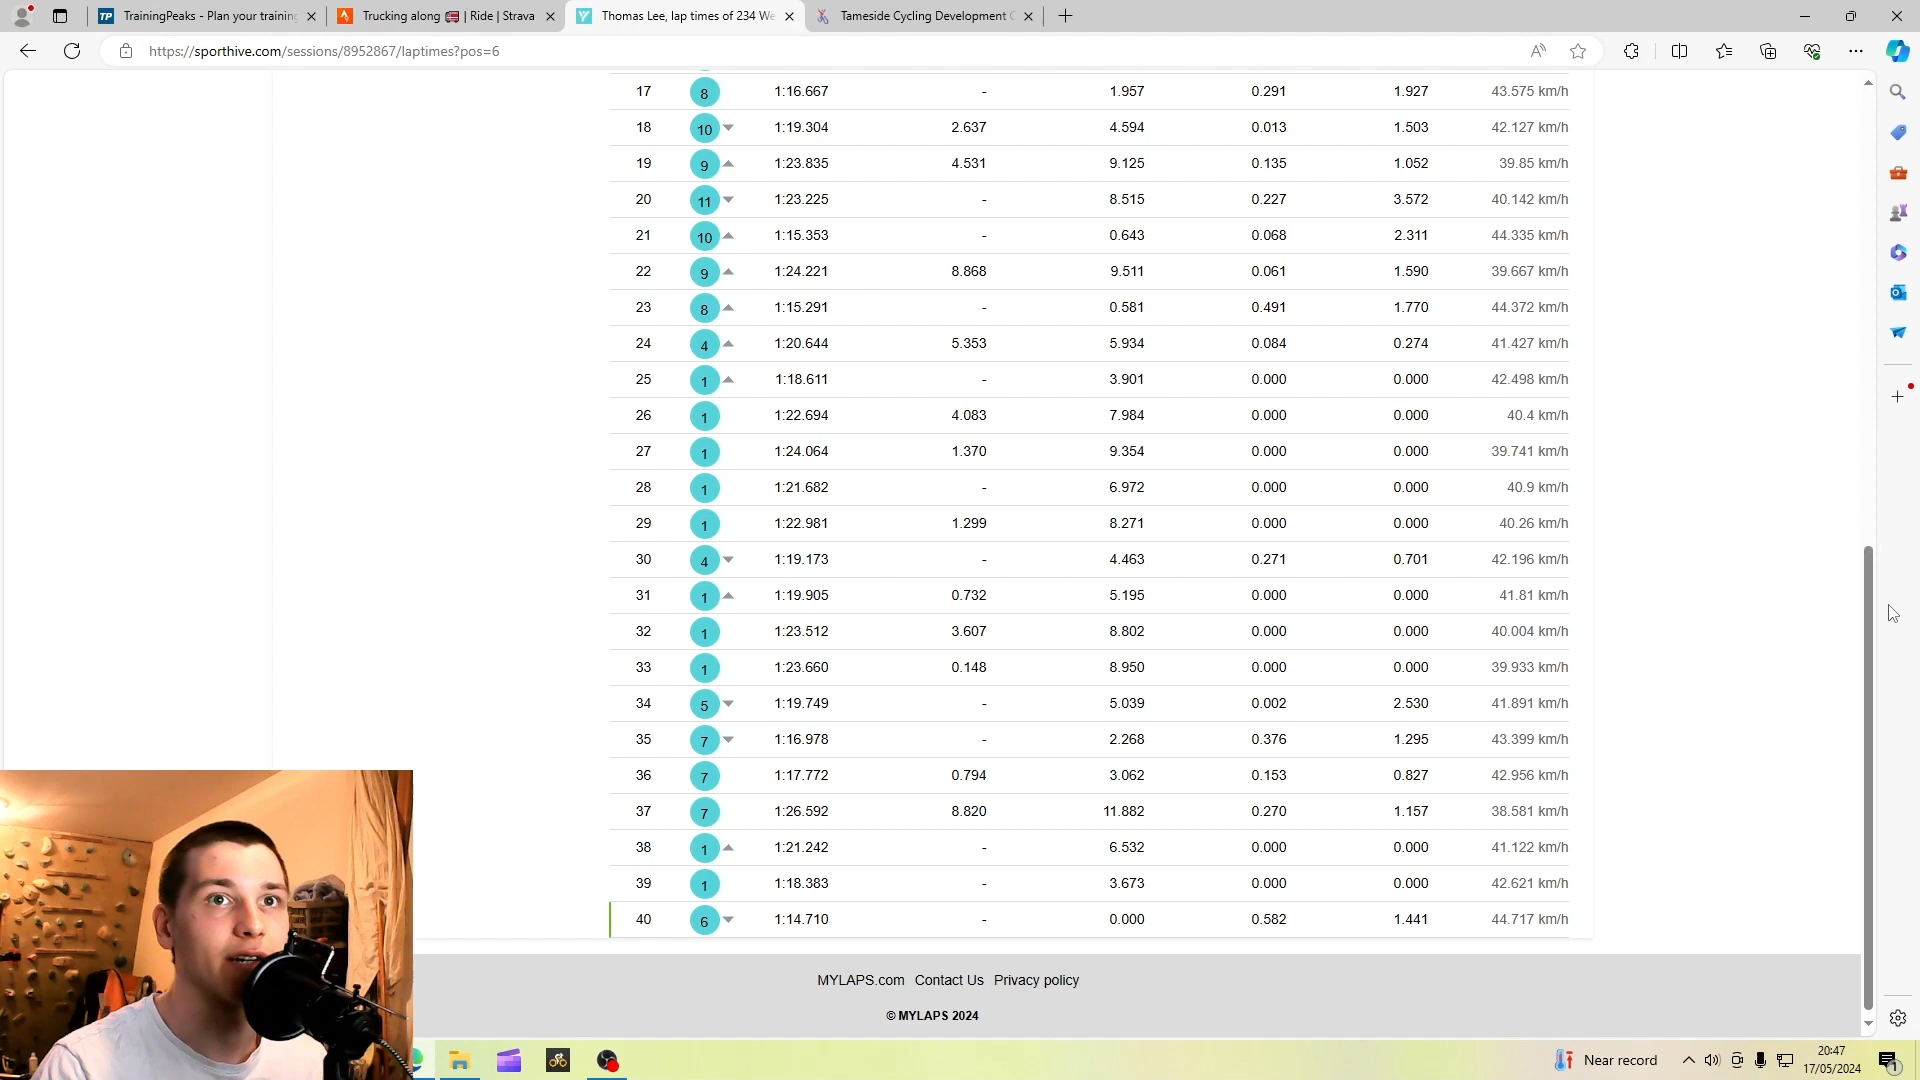 TrainingPeaks - Plan your training
Trucking along 🚒 | Ride | Strava
Thomas Lee, lap times of 234 We
Tameside Cycling Development C
https://sporthive.com/sessions/8952867/laptimes?pos=6
17 8 1:16.667 - 1.957 0.291 1.927 43.575 km/h
18 10 1:19.304 2.637 4.594 0.013 1.503 42.127 km/h
19 9 1:23.835 4.531 9.125 0.135 1.052 39.85 km/h
20 11 1:23.225 - 8.515 0.227 3.572 40.142 km/h
21 10 1:15.353 - 0.643 0.068 2.311 44.335 km/h
22 9 1:24.221 8.868 9.511 0.061 1.590 39.667 km/h
23 8 1:15.291 - 0.581 0.491 1.770 44.372 km/h
24 4 1:20.644 5.353 5.934 0.084 0.274 41.427 km/h
25 1 1:18.611 - 3.901 0.000 0.000 42.498 km/h
26 1 1:22.694 4.083 7.984 0.000 0.000 40.4 km/h
27 1 1:24.064 1.370 9.354 0.000 0.000 39.741 km/h
28 1 1:21.682 - 6.972 0.000 0.000 40.9 km/h
29 1 1:22.981 1.299 8.271 0.000 0.000 40.26 km/h
30 4 1:19.173 - 4.463 0.271 0.701 42.196 km/h
31 1 1:19.905 0.732 5.195 0.000 0.000 41.81 km/h
32 1 1:23.512 3.607 8.802 0.000 0.000 40.004 km/h
33 1 1:23.660 0.148 8.950 0.000 0.000 39.933 km/h
34 5 1:19.749 - 5.039 0.002 2.530 41.891 km/h
35 7 1:16.978 - 2.268 0.376 1.295 43.399 km/h
36 7 1:17.772 0.794 3.062 0.153 0.827 42.956 km/h
37 7 1:26.592 8.820 11.882 0.270 1.157 38.581 km/h
38 1 1:21.242 - 6.532 0.000 0.000 41.122 km/h
39 1 1:18.383 - 3.673 0.000 0.000 42.621 km/h
40 6 1:14.710 - 0.000 0.582 1.441 44.717 km/h
MYLAPS.com Contact Us Privacy policy
© MYLAPS 2024
Near record
20:47
17/05/2024
1